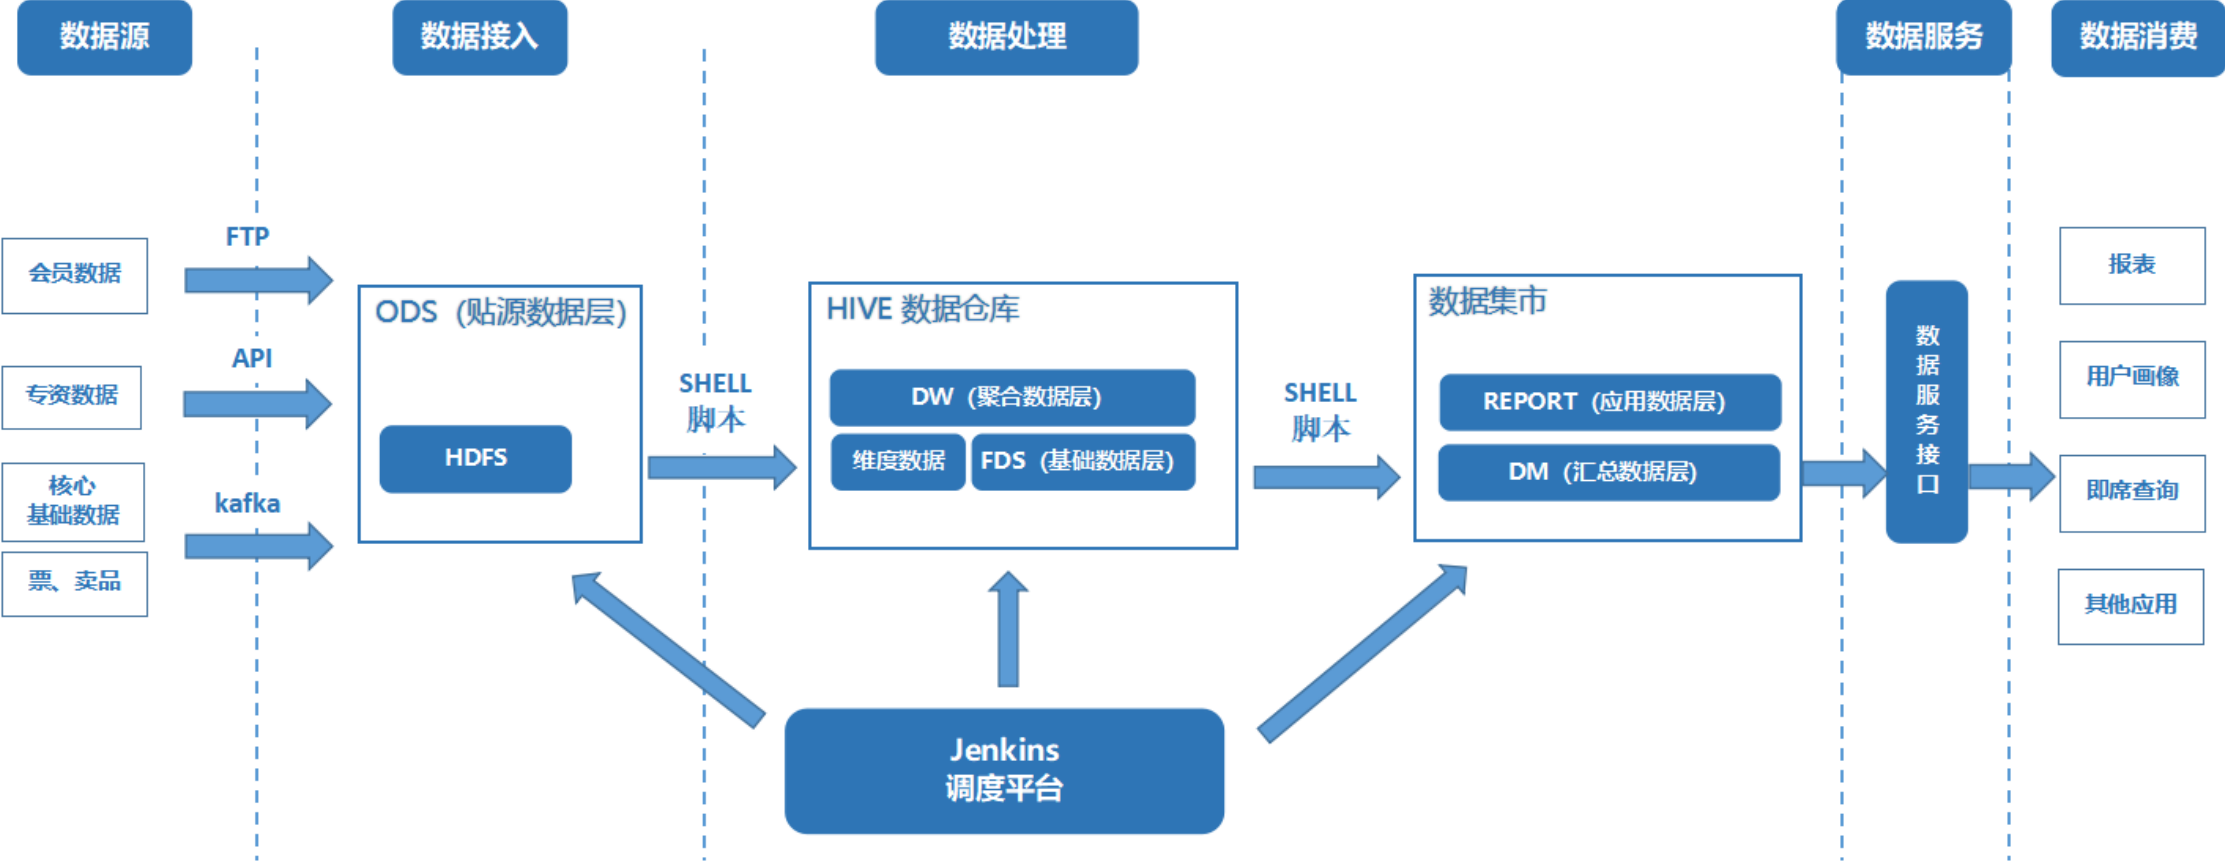 数据源
数据接入
数据处理
数据服务
数据消费
会员数据
专资数据
核心
基础数据
票、卖品
FTP
API
kafka
ODS（贴源数据层）
HDFS
SHELL
脚本
HIVE 数据仓库
DW（聚合数据层）
维度数据
FDS（基础数据层）
SHELL
脚本
数据集市
REPORT（应用数据层）
DM（汇总数据层）
数
据
服
务
接
口
报表
用户画像
即席查询
其他应用
Jenkins
调度平台